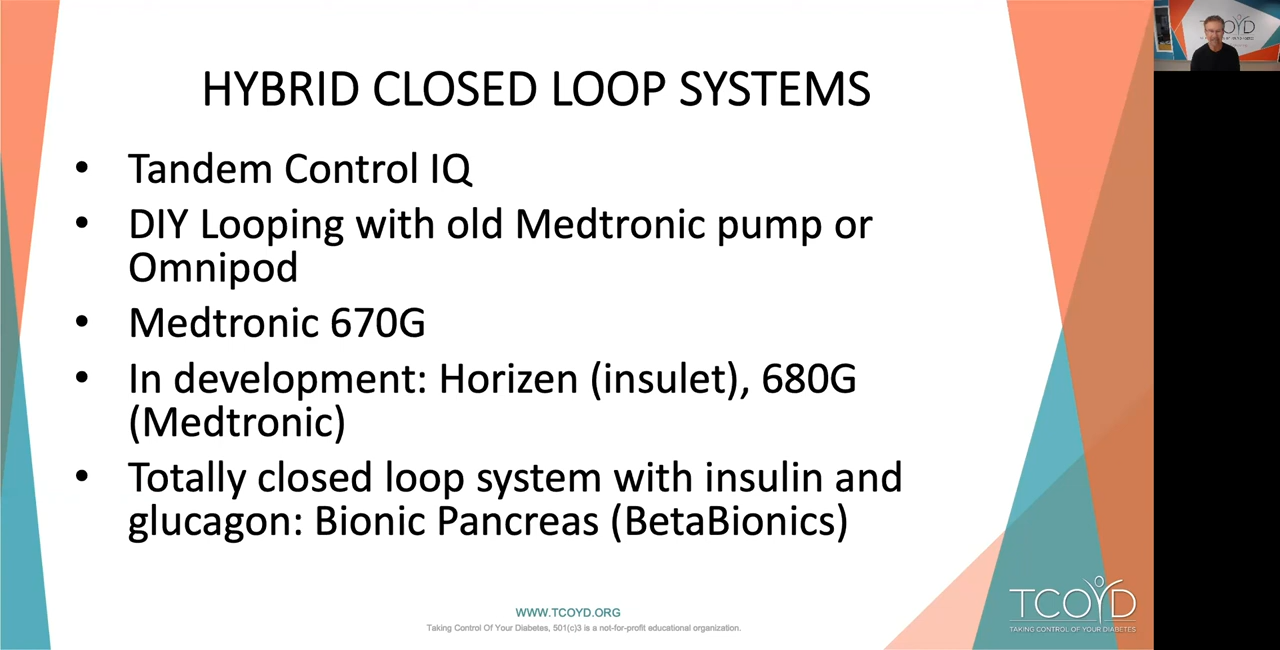 HYBRID CLOSED LOOP SYSTEMS
• Tandem Control IQ
• DIY Looping with old Medtronic pump or
Omnipod
• Medtronic 670G
• In development: Horizen (insulet), 680G
(Medtronic)
• Totally closed loop system with insulin and
glucagon: Bionic Pancreas (BetaBionics)
WWW.TCOYD.ORG
Taking Control Of Your Diabetes, 501(c)3 is a not-for-profit educational organization.
TCOYD
TAKING CONTROL OF YOUR DIABETES